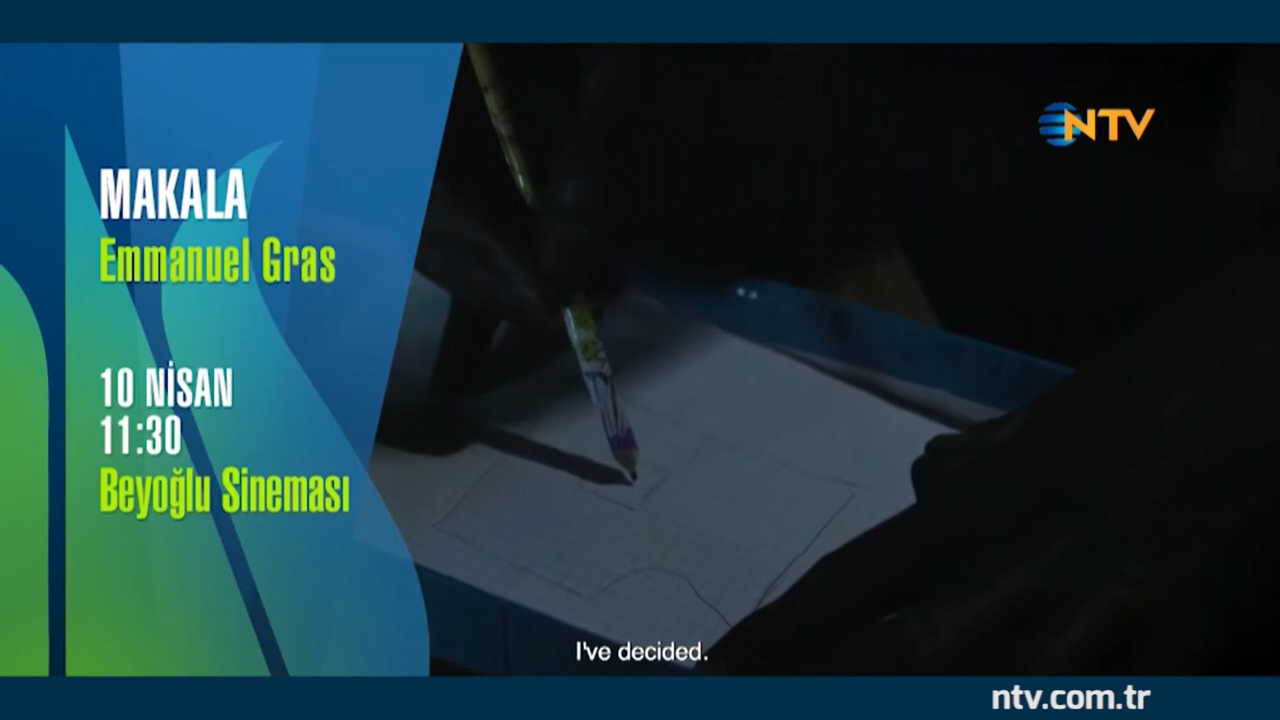 MAKALA
Emmanuel Gras
10 NİSAN
11:30
Beyoğlu Sineması
NTV
I've decided.
ntv.com.tr